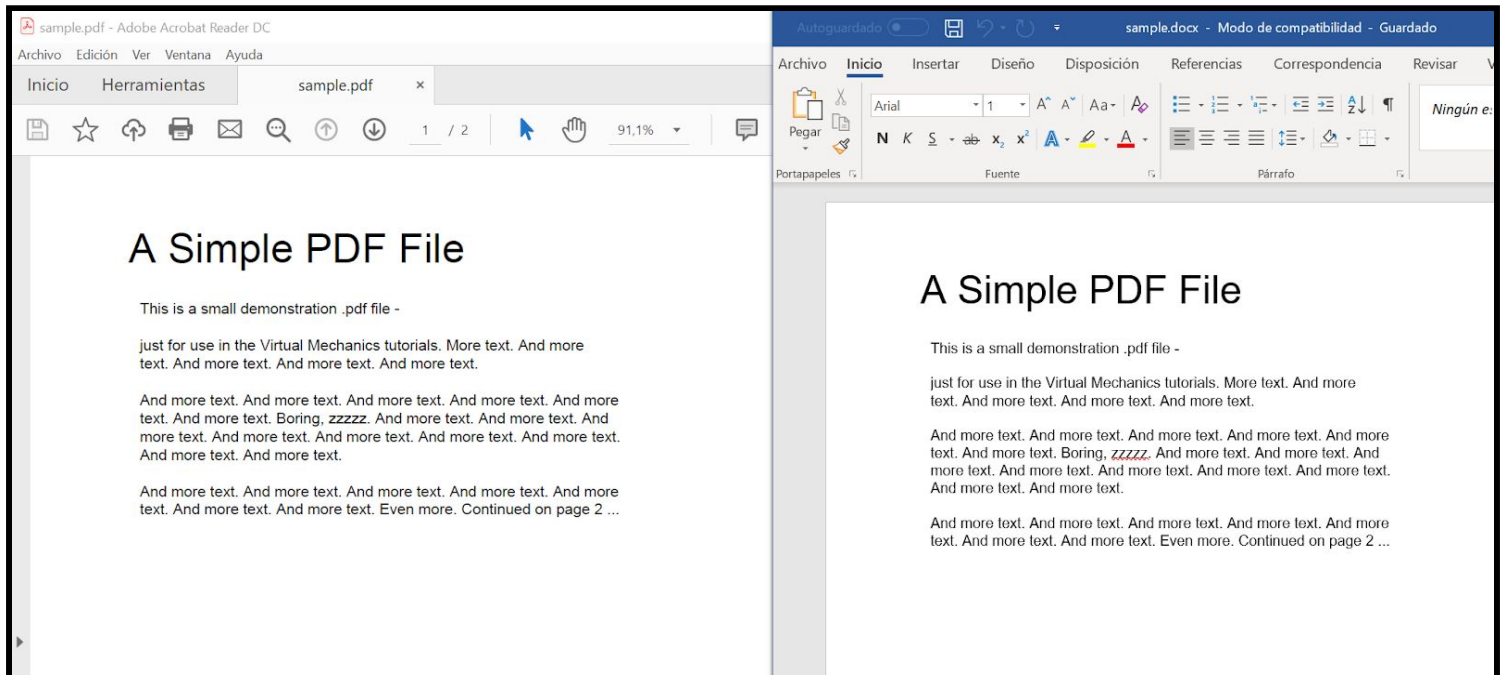 sample.pdf - Adobe Acrobat Reader DC
Archivo Edición Ver Ventana Ayuda
Inicio Herramientas sample.pdf ×
1 / 2 91,1%
A Simple PDF File
This is a small demonstration .pdf file -
just for use in the Virtual Mechanics tutorials. More text. And more
text. And more text. And more text. And more text.
And more text. And more text. And more text. And more text. And more
text. And more text. Boring, zzzzz. And more text. And more text. And
more text. And more text. And more text. And more text. And more text.
And more text. And more text.
And more text. And more text. And more text. And more text. And more
text. And more text. And more text. Even more. Continued on page 2 ...
Autoguardado sample.docx - Modo de compatibilidad - Guardado
Archivo Inicio Insertar Diseño Disposición Referencias Correspondencia Revisar V
Pegar
Arial 1 A A Aa A
N K S ab x₂ x² A A
Ningún e:
Portapapeles Fuente Párrafo
A Simple PDF File
This is a small demonstration .pdf file -
just for use in the Virtual Mechanics tutorials. More text. And more
text. And more text. And more text. And more text.
And more text. And more text. And more text. And more text. And more
text. And more text. Boring, zzzzz. And more text. And more text. And
more text. And more text. And more text. And more text. And more text.
And more text. And more text.
And more text. And more text. And more text. And more text. And more
text. And more text. And more text. Even more. Continued on page 2 ...